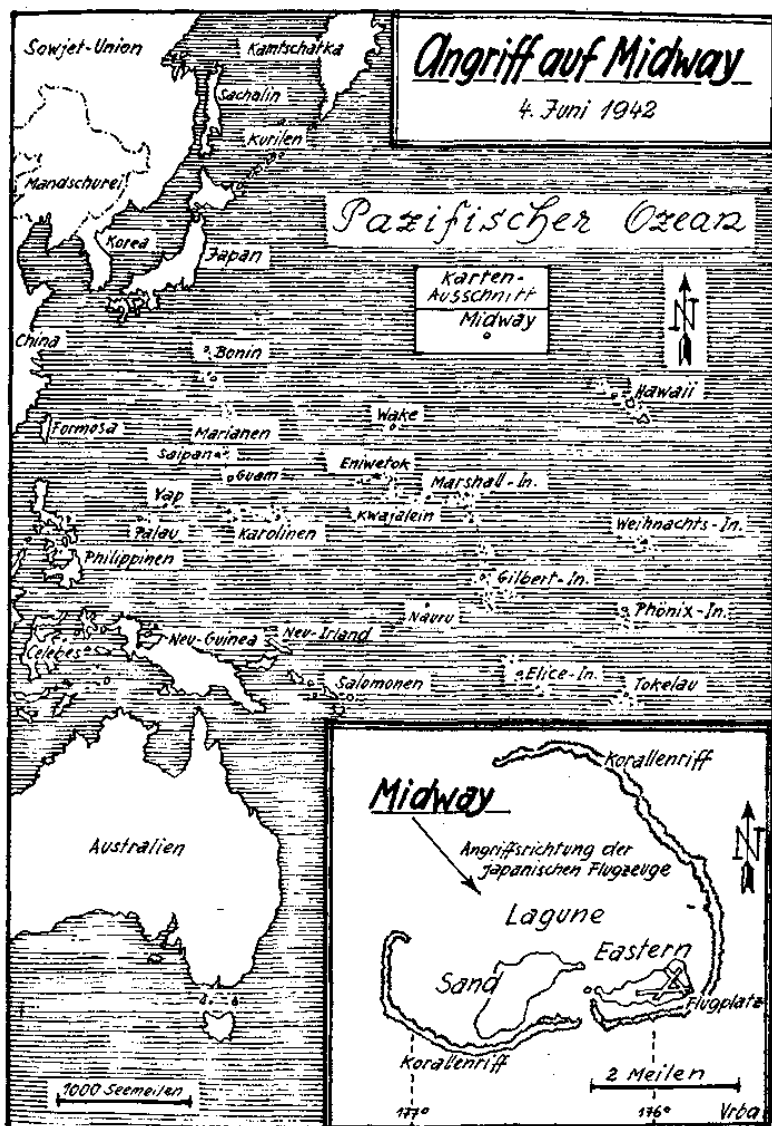 Angriff auf Midway
4. Juni 1942
Sowjet-Union
Kamtschatka
Sachalin
Kurilen
Mandschurei
Pazifischer Ozean
Korea
Japan
Karten-
Ausschnitt
Midway
N
China
Bonin
Hawaii
Formosa
Marianen
Wake
Saipan
Guam
Eniwetok
Marshall-In.
Yap
Palau
Karolinen
Kwajalein
Weihnachts-In.
Philippinen
Gilbert-In.
Nauru
Phönix-In.
Celebes
Neu-Guinea
Neu-Irland
Salomonen
Elice-In.
Tokelau
Australien
1000 Seemeilen
Midway
Korallenriff
N
Angriffsrichtung der
Japanischen Flugzeuge
Lagune
Eastern
Sand
Flugplatz
Korallenriff
2 Meilen
177°
176°
Vrba